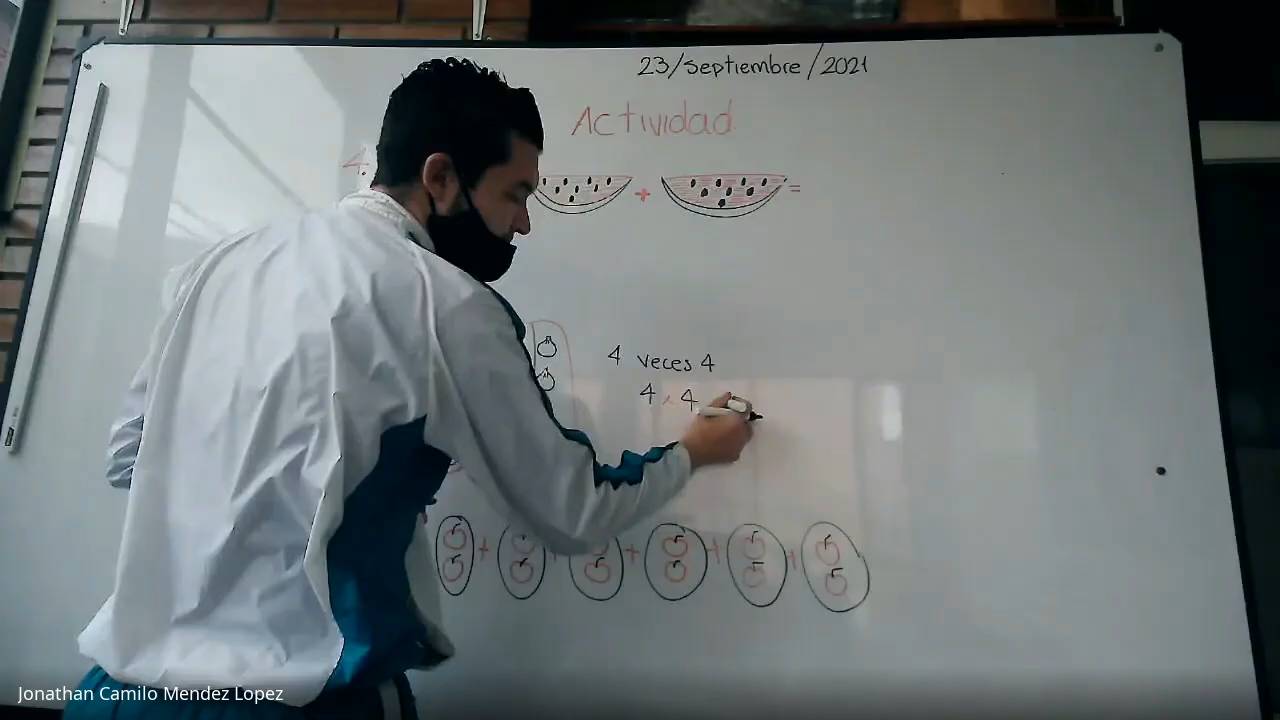 23/Septiembre/2021
Actividad
4
+ =
4 veces 4
4 x 4
+ + + + +
Jonathan Camilo Mendez Lopez